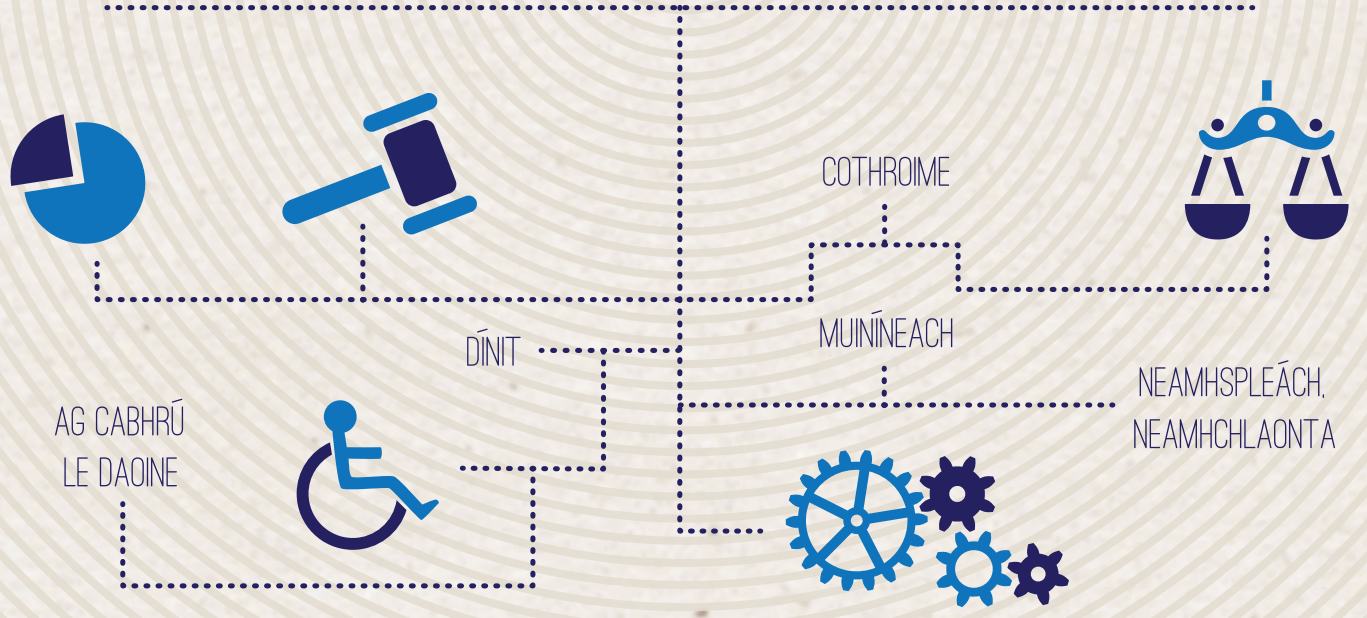 COTHROIME
MUINÍNEACH
DÍNIT
NEAMHSPLEÁCH,
NEAMHCHLAONTA
AG CABHRÚ
LE DAOINE